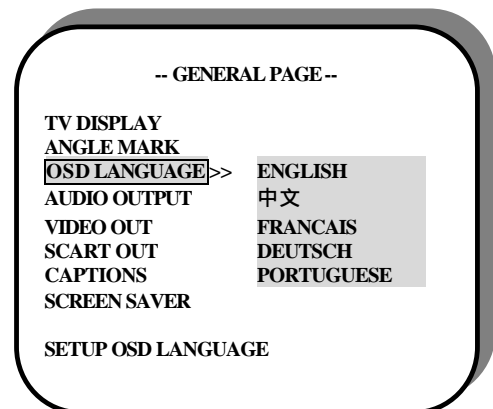 -- GENERAL PAGE --
TV DISPLAY
ANGLE MARK
OSD LANGUAGE >> ENGLISH
AUDIO OUTPUT 中文
VIDEO OUT FRANCAIS
SCART OUT DEUTSCH
CAPTIONS PORTUGUESE
SCREEN SAVER
SETUP OSD LANGUAGE